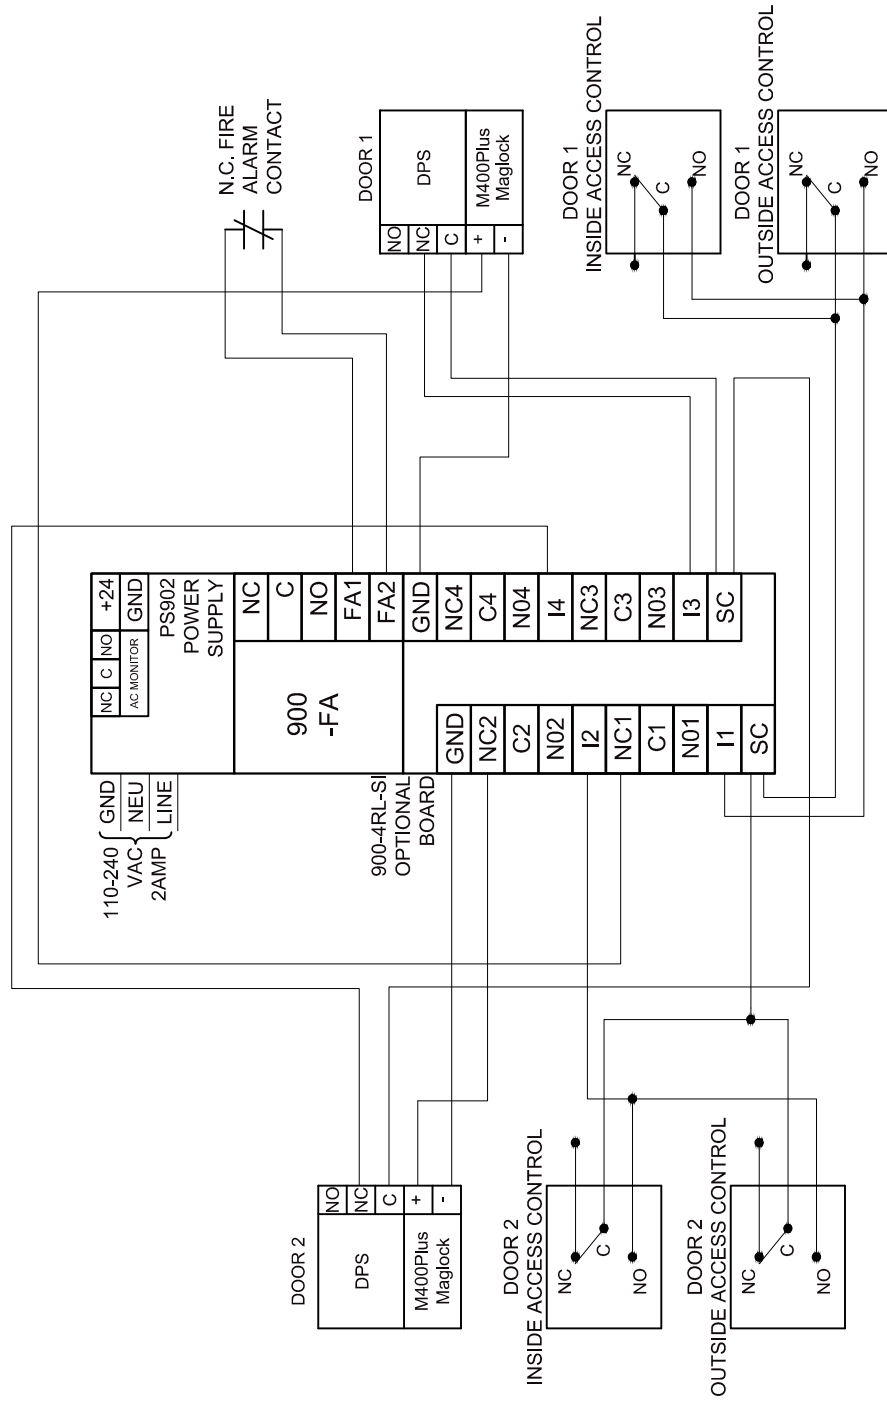 N.C. FIRE
ALARM
CONTACT
DOOR 1
DPS
M400Plus
Maglock
NO
NC
C
+
-
DOOR 1
INSIDE ACCESS CONTROL
NC
C
NO
DOOR 1
OUTSIDE ACCESS CONTROL
NC
C
NO
+24
GND
NC
C
NO
AC MONITOR
PS902
POWER
SUPPLY
NC
C
NO
FA1
FA2
900
-FA
GND
NC4
C4
N04
I4
NC3
C3
N03
I3
SC
GND
NC2
C2
N02
I2
NC1
C1
N01
I1
SC
GND
NEU
LINE
110-240
VAC
2AMP
900-4RL-SI
OPTIONAL
BOARD
DOOR 2
NO
NC
C
+
-
DPS
M400Plus
Maglock
DOOR 2
INSIDE ACCESS CONTROL
NC
C
NO
DOOR 2
OUTSIDE ACCESS CONTROL
NC
C
NO